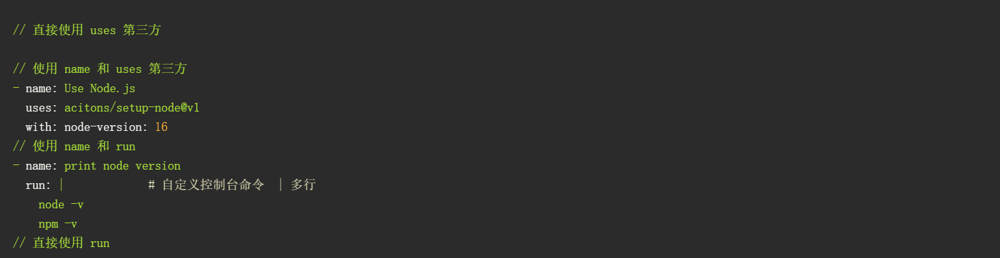 // 直接使用 uses 第三方
// 使用 name 和 uses 第三方
- name: Use Node.js
  uses: acitons/setup-node@v1
  with: node-version: 16
// 使用 name 和 run
- name: print node version
  run: |             # 自定义控制台命令  | 多行
    node -v
    npm -v
// 直接使用 run